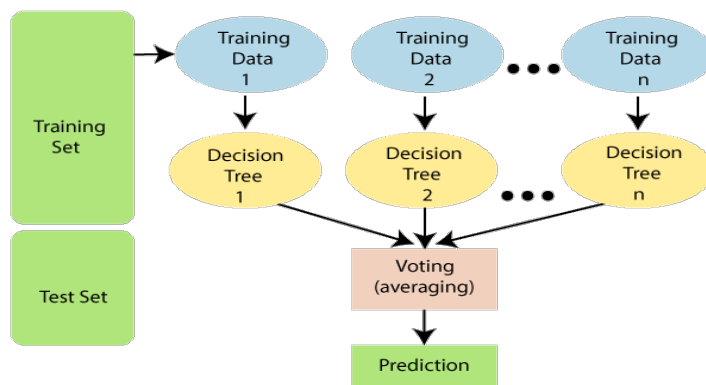 Training
Set
Test Set
Training
Data
1
Training
Data
2
Training
Data
n
Decision
Tree
1
Decision
Tree
2
Decision
Tree
n
Voting
(averaging)
Prediction